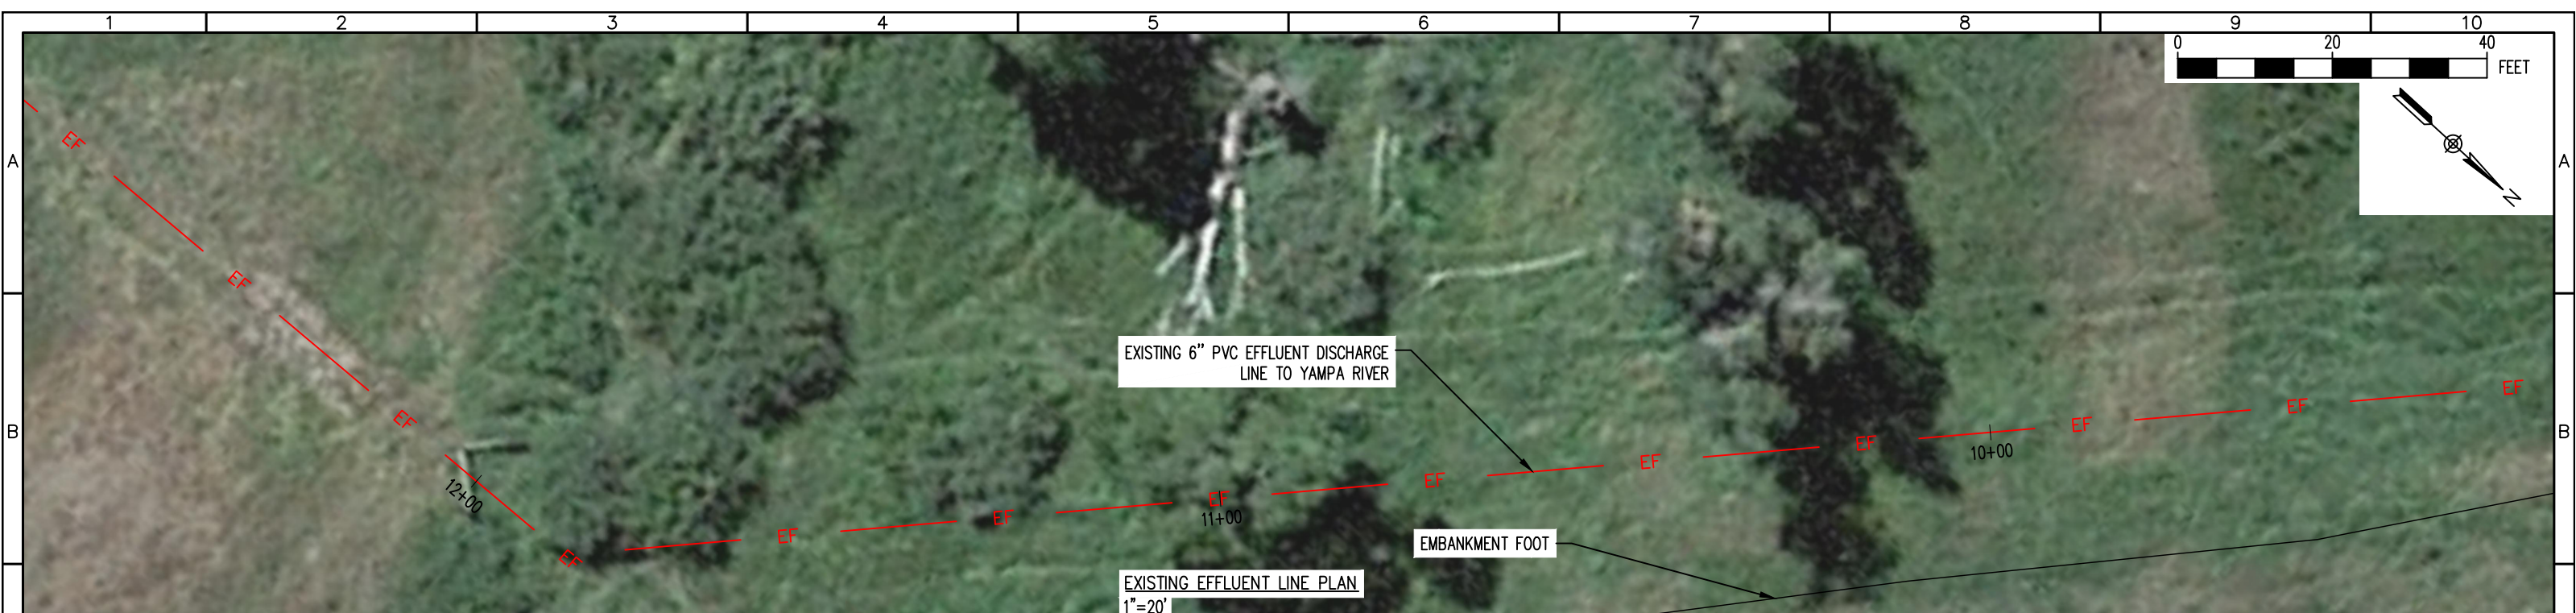 1 2 3 4 5 6 7 8 9 10
0 20 40
FEET
N
A A
EF
EF
EXISTING 6" PVC EFFLUENT DISCHARGE
LINE TO YAMPA RIVER
EF
B B
EF
EF
EF
EF
EF
EF
10+00
EF
EF
EF
EF
EF
12+00
11+00
EMBANKMENT FOOT
EXISTING EFFLUENT LINE PLAN
1"=20'